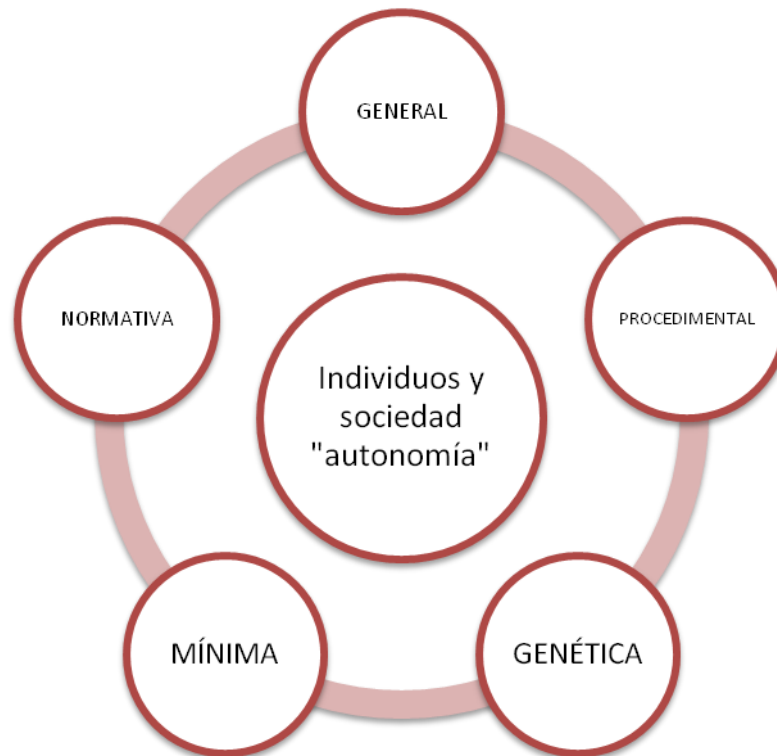 GENERAL
NORMATIVA
PROCEDIMENTAL
Individuos y
sociedad
"autonomía"
MÍNIMA
GENÉTICA